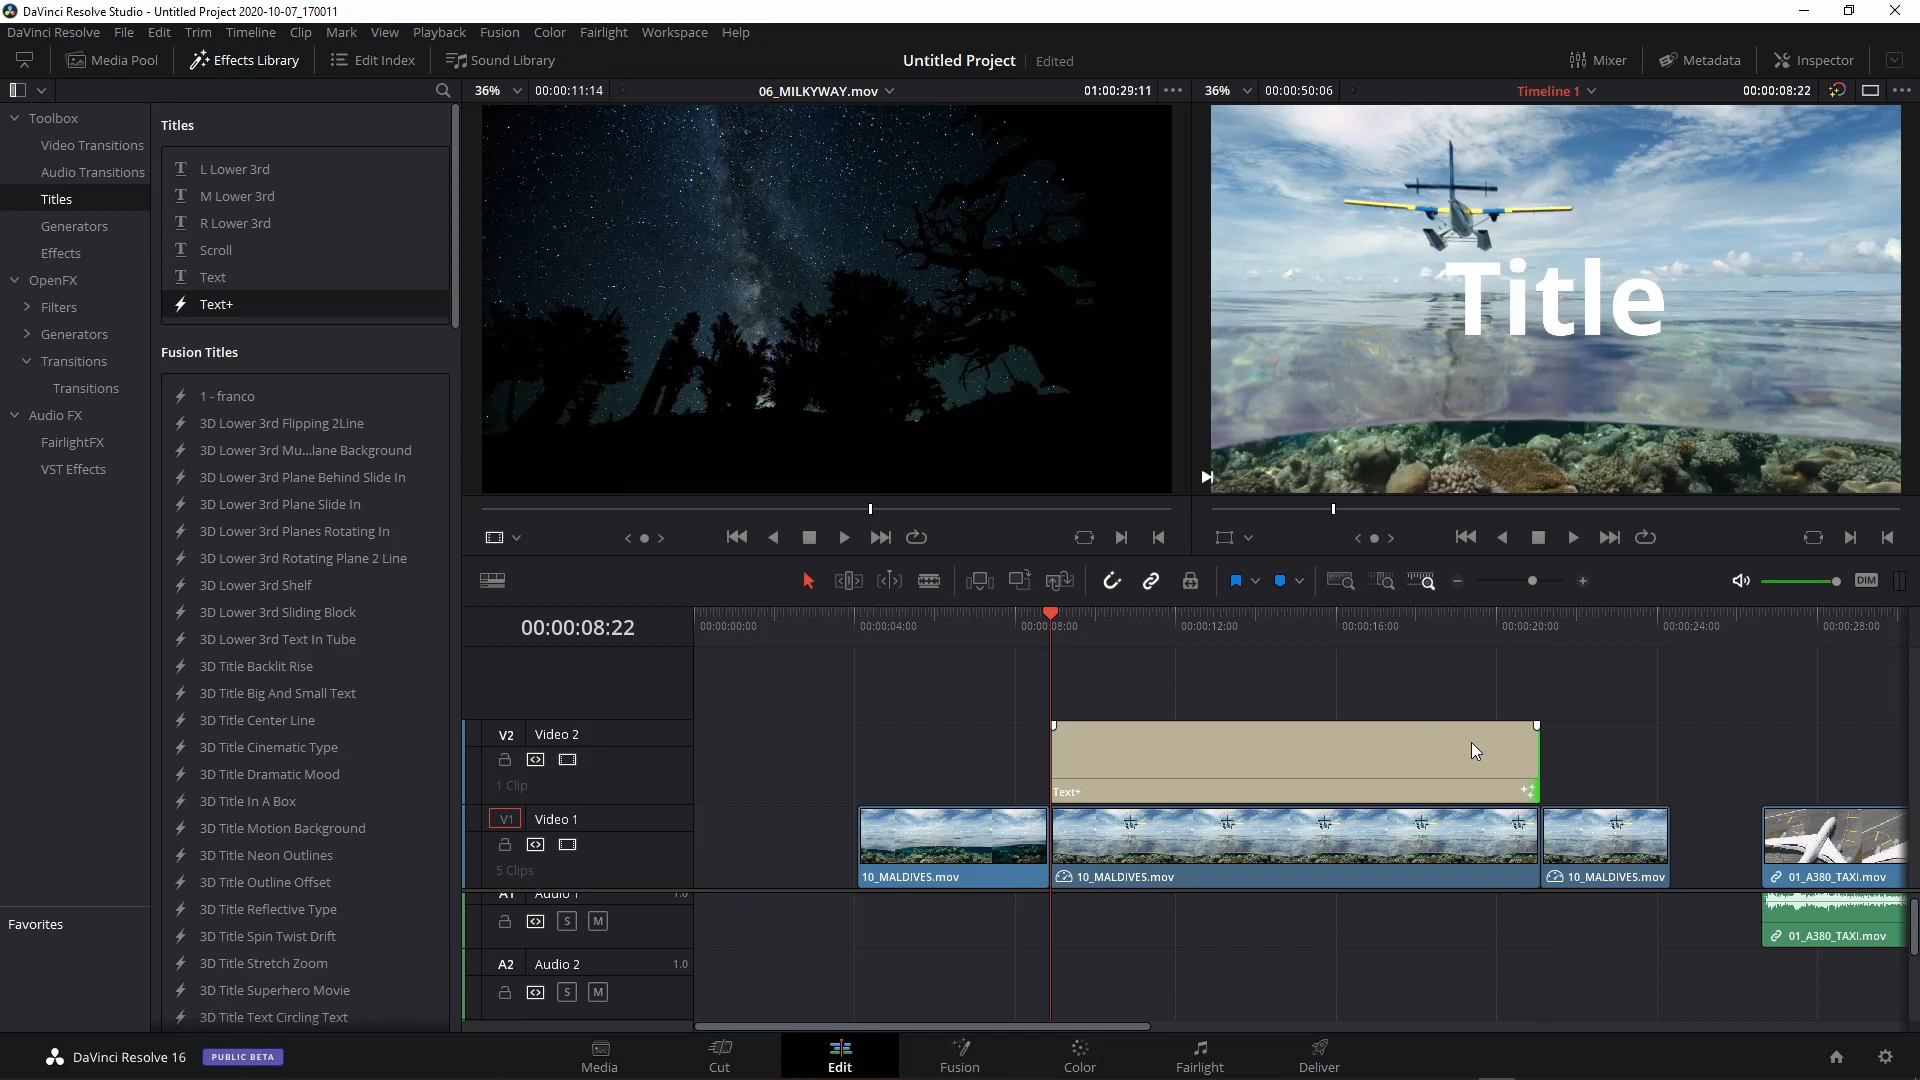 DaVinci Resolve Studio - Untitled Project 2020-10-07_170011
DaVinci Resolve File Edit Trim Timeline Clip Mark View Playback Fusion Color Fairlight Workspace Help
Media Pool Effects Library Edit Index Sound Library Untitled Project Edited Mixer Metadata Inspector
36% 00:00:11:14 06_MILKYWAY.mov 01:00:29:11 36% 00:00:50:06 Timeline 1 00:00:08:22
Toolbox
Video Transitions
Audio Transitions
Titles
Generators
Effects
OpenFX
Filters
Generators
Transitions
Transitions
Audio FX
FairlightFX
VST Effects
Favorites
Titles
L Lower 3rd
M Lower 3rd
R Lower 3rd
Scroll
Text
Text+
Fusion Titles
1 - franco
3D Lower 3rd Flipping 2Line
3D Lower 3rd Mu...lane Background
3D Lower 3rd Plane Behind Slide In
3D Lower 3rd Plane Slide In
3D Lower 3rd Planes Rotating In
3D Lower 3rd Rotating Plane 2 Line
3D Lower 3rd Shelf
3D Lower 3rd Sliding Block
3D Lower 3rd Text In Tube
3D Title Backlit Rise
3D Title Big And Small Text
3D Title Center Line
3D Title Cinematic Type
3D Title Dramatic Mood
3D Title In A Box
3D Title Motion Background
3D Title Neon Outlines
3D Title Outline Offset
3D Title Reflective Type
3D Title Spin Twist Drift
3D Title Stretch Zoom
3D Title Superhero Movie
3D Title Text Circling Text
Title
DIM
00:00:08:22
00:00:00:00 00:00:04:00 00:00:08:00 00:00:12:00 00:00:16:00 00:00:20:00 00:00:24:00 00:00:28:00
V2 Video 2
1 Clip
Text+
V1 Video 1
5 Clips
10_MALDIVES.mov 10_MALDIVES.mov 10_MALDIVES.mov 01_A380_TAXI.mov
A1 Audio 1 1.0
S M
01_A380_TAXI.mov
A2 Audio 2 1.0
S M
DaVinci Resolve 16 PUBLIC BETA
Media Cut Edit Fusion Color Fairlight Deliver